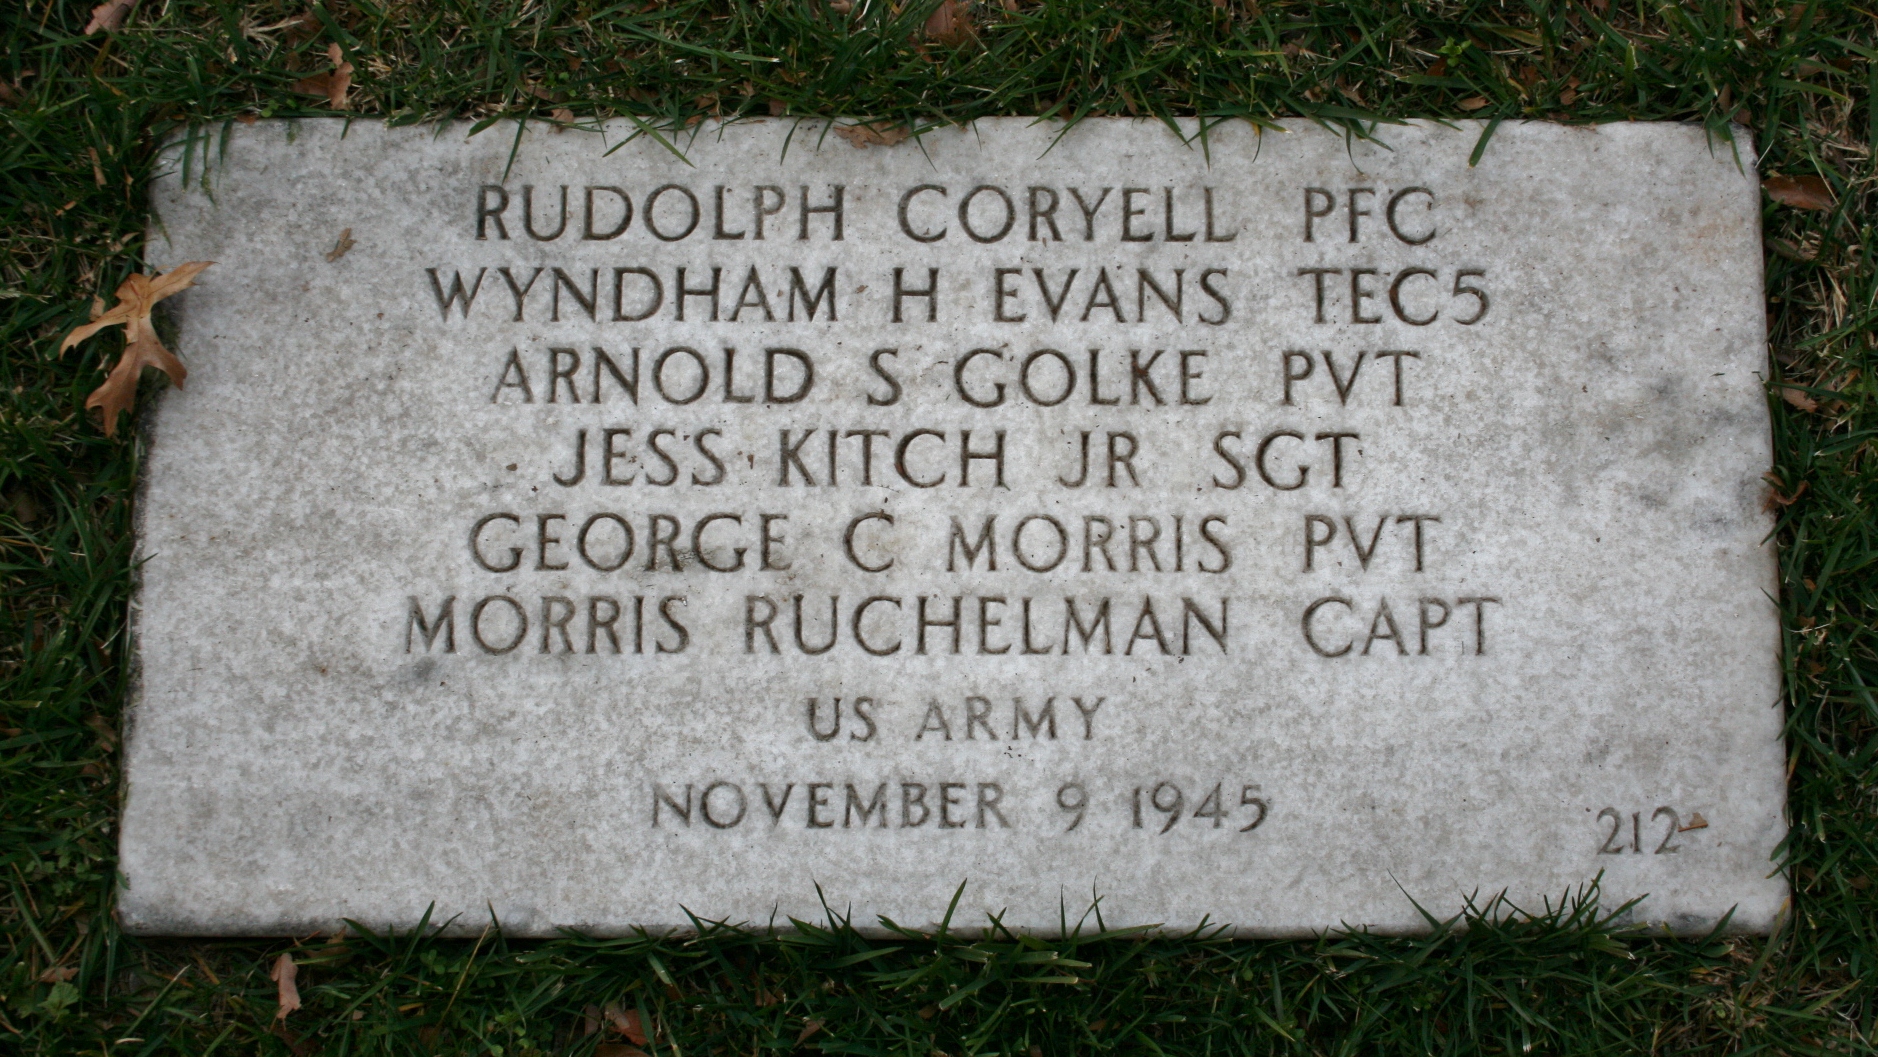 RUDOLPH CORYELL PFC
WYNDHAM H EVANS TEC5
ARNOLD S GOLKE PVT
JESS KITCH JR SGT
GEORGE C MORRIS PVT
MORRIS RUCHELMAN CAPT
US ARMY
NOVEMBER 9 1945
212